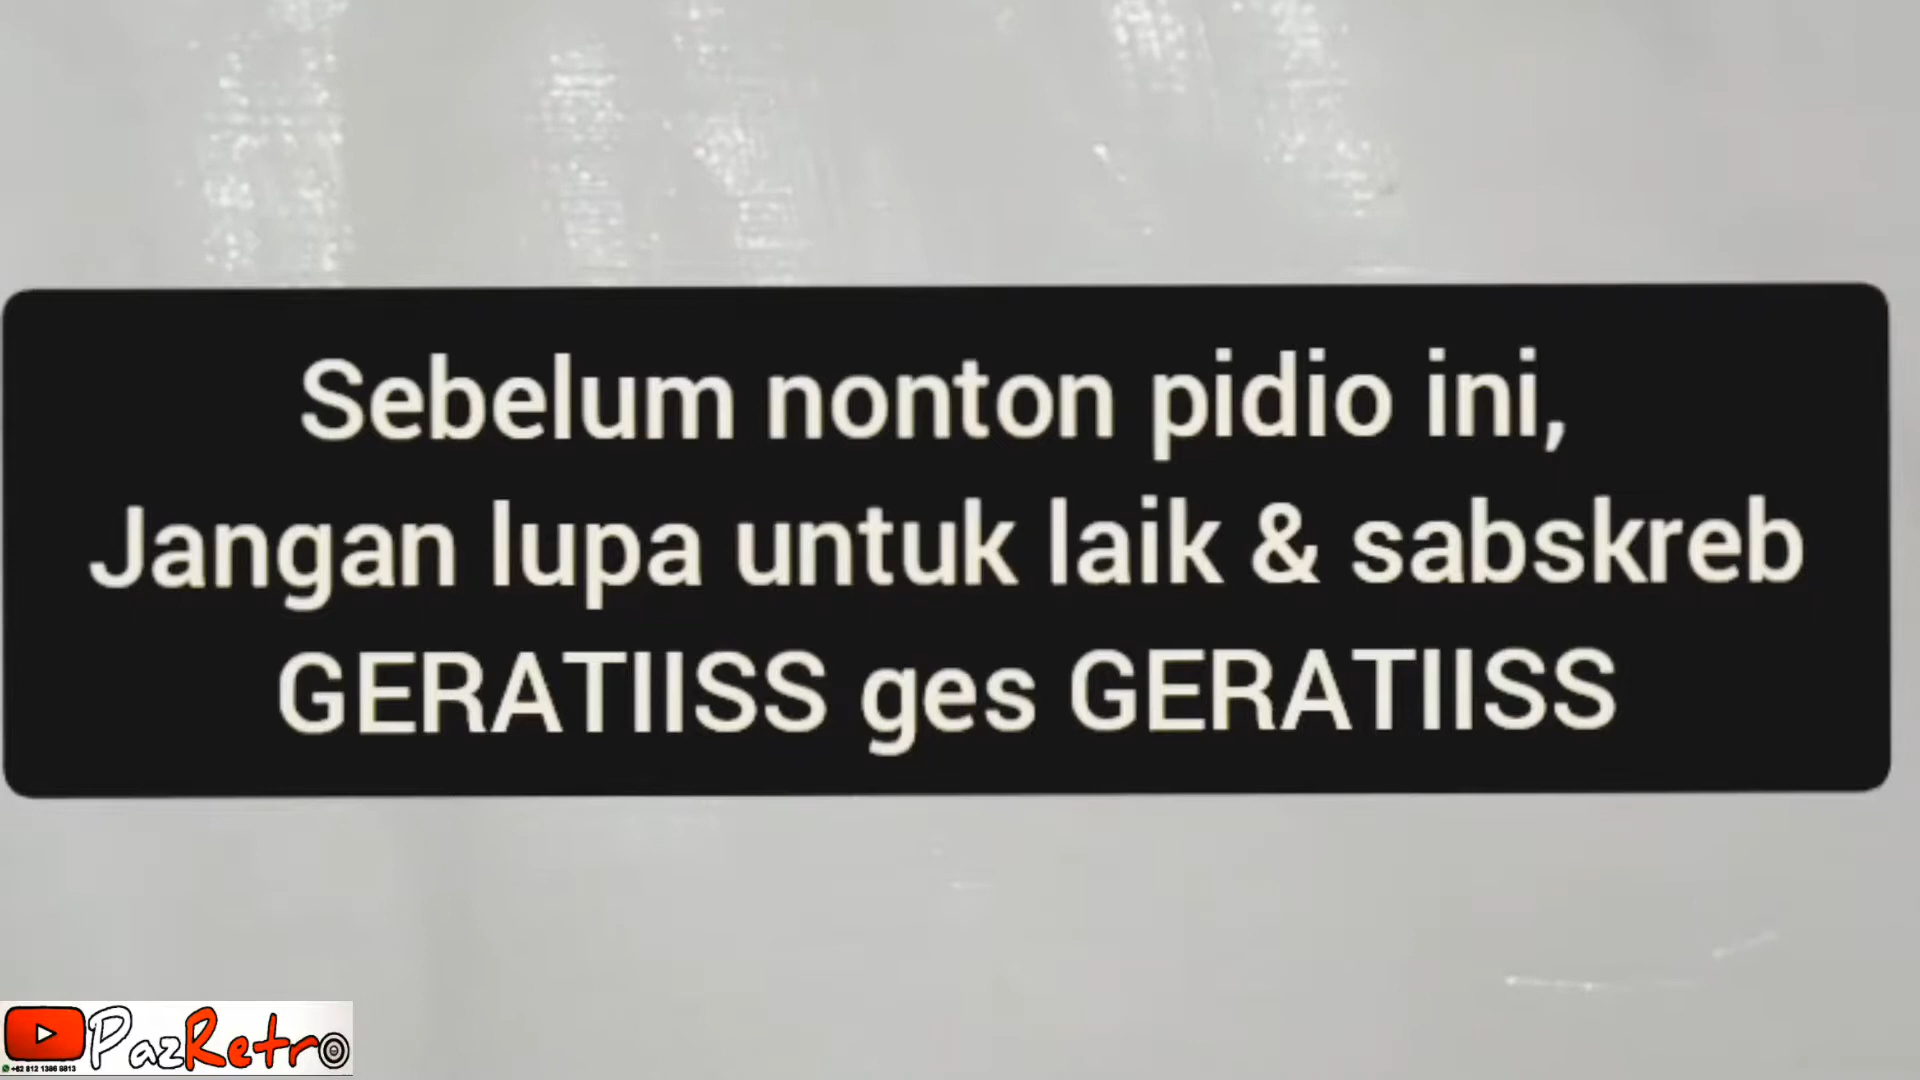 Sebelum nonton pidio ini,
Jangan lupa untuk laik & sabskreb
GERATIISS ges GERATIISS
PazRetro